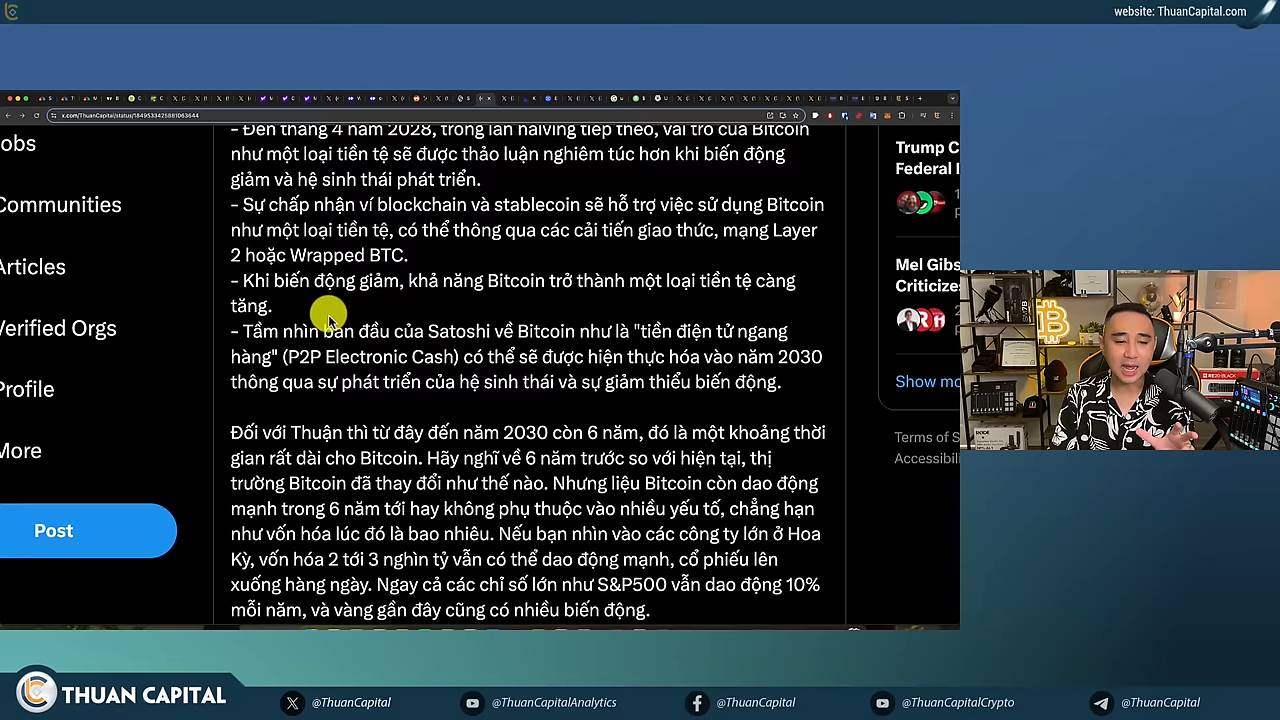 website: ThuanCapital.com
x.com/ThuanCapital/status/1849533425881063644
obs
Communities
Articles
Verified Orgs
Profile
More
Post
- Đến tháng 4 năm 2028, trong lần halving tiếp theo, vai trò của Bitcoin
như một loại tiền tệ sẽ được thảo luận nghiêm túc hơn khi biến động
giảm và hệ sinh thái phát triển.
- Sự chấp nhận ví blockchain và stablecoin sẽ hỗ trợ việc sử dụng Bitcoin
như một loại tiền tệ, có thể thông qua các cải tiến giao thức, mạng Layer
2 hoặc Wrapped BTC.
- Khi biến động giảm, khả năng Bitcoin trở thành một loại tiền tệ càng
tăng.
- Tầm nhìn ban đầu của Satoshi về Bitcoin như là "tiền điện tử ngang
hàng" (P2P Electronic Cash) có thể sẽ được hiện thực hóa vào năm 2030
thông qua sự phát triển của hệ sinh thái và sự giảm thiểu biến động.
Đối với Thuận thì từ đây đến năm 2030 còn 6 năm, đó là một khoảng thời
gian rất dài cho Bitcoin. Hãy nghĩ về 6 năm trước so với hiện tại, thị
trường Bitcoin đã thay đổi như thế nào. Nhưng liệu Bitcoin còn dao động
mạnh trong 6 năm tới hay không phụ thuộc vào nhiều yếu tố, chẳng hạn
như vốn hóa lúc đó là bao nhiêu. Nếu bạn nhìn vào các công ty lớn ở Hoa
Kỳ, vốn hóa 2 tới 3 nghìn tỷ vẫn có thể dao động mạnh, cổ phiếu lên
xuống hàng ngày. Ngay cả các chỉ số lớn như S&P500 vẫn dao động 10%
mỗi năm, và vàng gần đây cũng có nhiều biến động.
Trump C
Federal
Mel Gibs
Criticize
Show mo
Terms of S
Accessibil
THUAN CAPITAL
@ThuanCapital
@ThuanCapitalAnalytics
@ThuanCapital
@ThuanCapitalCrypto
@ThuanCapital